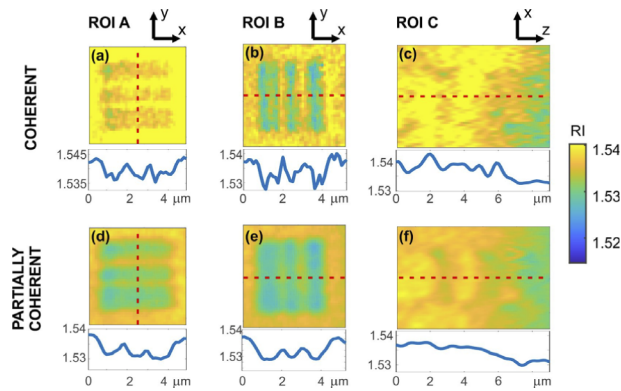 ROI A
y
x
ROI B
y
x
ROI C
x
z
COHERENT
(a)
(b)
(c)
1.545
1.535
0 2 4 µm
1.54
1.53
0 2 4 µm
1.54
1.53
0 2 4 6 8 µm
RI
1.54
1.53
1.52
PARTIALLY
COHERENT
(d)
(e)
(f)
1.54
1.53
0 2 4 µm
1.54
1.53
0 2 4 µm
1.54
1.53
0 2 4 6 8 µm